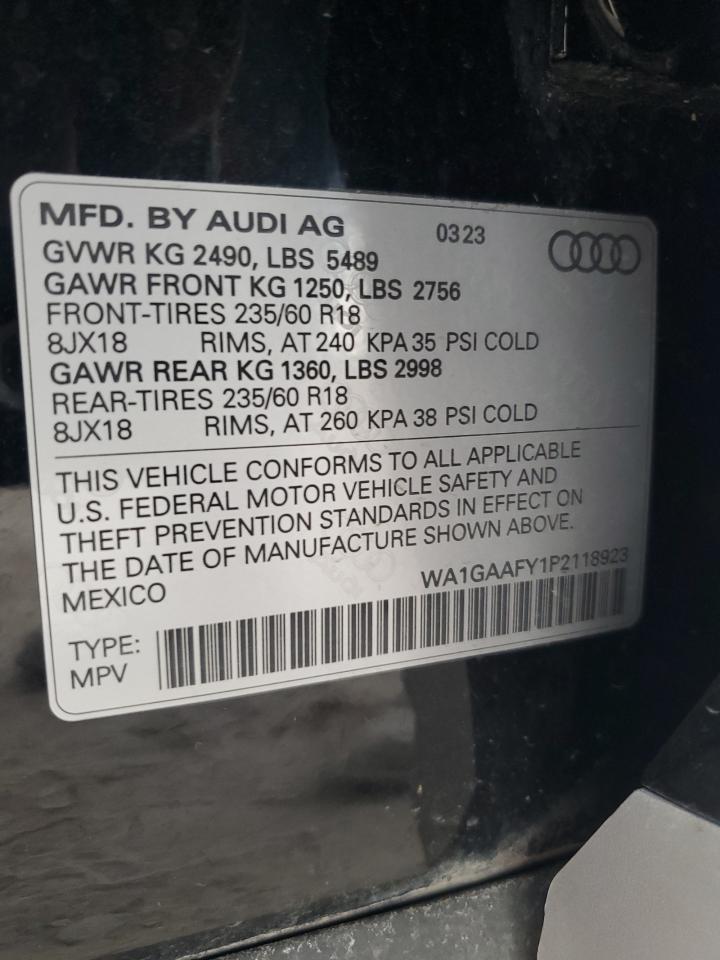 MFD. BY AUDI AG 0323
GVWR KG 2490, LBS 5489
GAWR FRONT KG 1250, LBS 2756
FRONT-TIRES 235/60 R18
8JX18 RIMS, AT 240 KPA 35 PSI COLD
GAWR REAR KG 1360, LBS 2998
REAR-TIRES 235/60 R18
8JX18 RIMS, AT 260 KPA 38 PSI COLD
THIS VEHICLE CONFORMS TO ALL APPLICABLE
U.S. FEDERAL MOTOR VEHICLE SAFETY AND
THEFT PREVENTION STANDARDS IN EFFECT ON
THE DATE OF MANUFACTURE SHOWN ABOVE.
MEXICO WA1GAAFY1P2118923
TYPE:
MPV